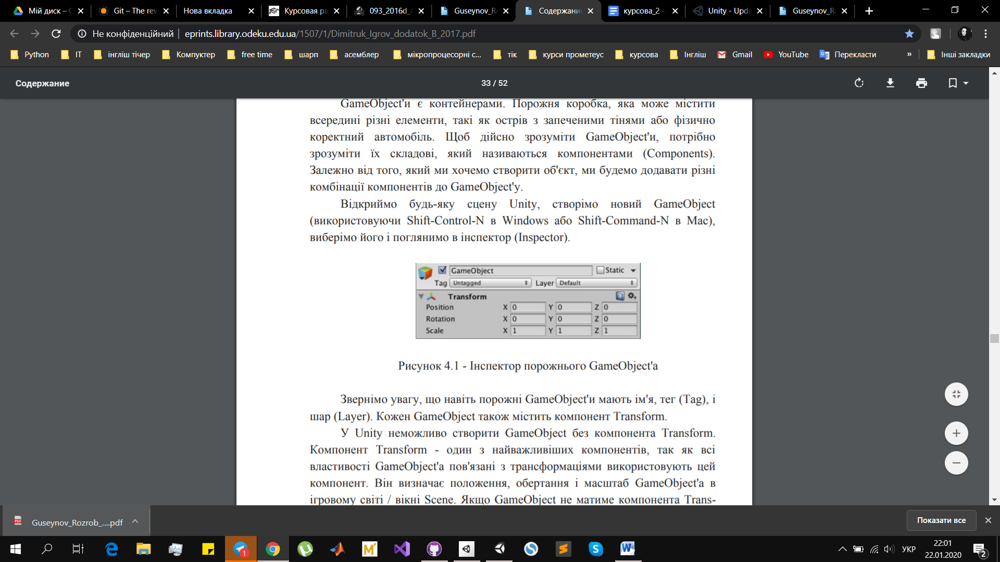 Мій диск – G
Git – The rev
Нова вкладка
Курсовая ра
093_2016d_
Guseynov_R
Содержани
курсова_2 -
Unity - Upda
Guseynov_R
Не конфіденційний | eprints.library.odeku.edu.ua/1507/1/Dimitruk_Igrov_dodatok_B_2017.pdf
Python IT інгліш тічер Компуктер free time шарп асемблер мікропроцесорні с... тік курси прометеус курсова Інгліш Gmail YouTube Перекласти » Інші закладки
Содержание 33 / 52
GameObject'и є контейнерами. Порожня коробка, яка може містити
всередині різні елементи, такі як острів з запеченими тінями або фізично
коректний автомобіль. Щоб дійсно зрозуміти GameObject'и, потрібно
зрозуміти їх складові, який називаються компонентами (Components).
Залежно від того, який ми хочемо створити об'єкт, ми будемо додавати різні
комбінації компонентів до GameObject'у.
Відкриймо будь-яку сцену Unity, створімо новий GameObject
(використовуючи Shift-Control-N в Windows або Shift-Command-N в Mac),
виберімо його і поглянимо в інспектор (Inspector).
GameObject Static
Tag Untagged Layer Default
Transform
Position X 0 Y 0 Z 0
Rotation X 0 Y 0 Z 0
Scale X 1 Y 1 Z 1
Рисунок 4.1 - Інспектор порожнього GameObject'а
Звернімо увагу, що навіть порожні GameObject'и мають ім'я, тег (Tag), і
шар (Layer). Кожен GameObject також містить компонент Transform.
У Unity неможливо створити GameObject без компонента Transform.
Компонент Transform - один з найважливіших компонентів, так як всі
властивості GameObject'а пов'язані з трансформаціями використовують цей
компонент. Він визначає положення, обертання і масштаб GameObject'а в
ігровому світі / вікні Scene. Якщо GameObject не матиме компонента Trans-
Guseynov_Rozrob_....pdf
Показати все
1
УКР
22:01
22.01.2020
2